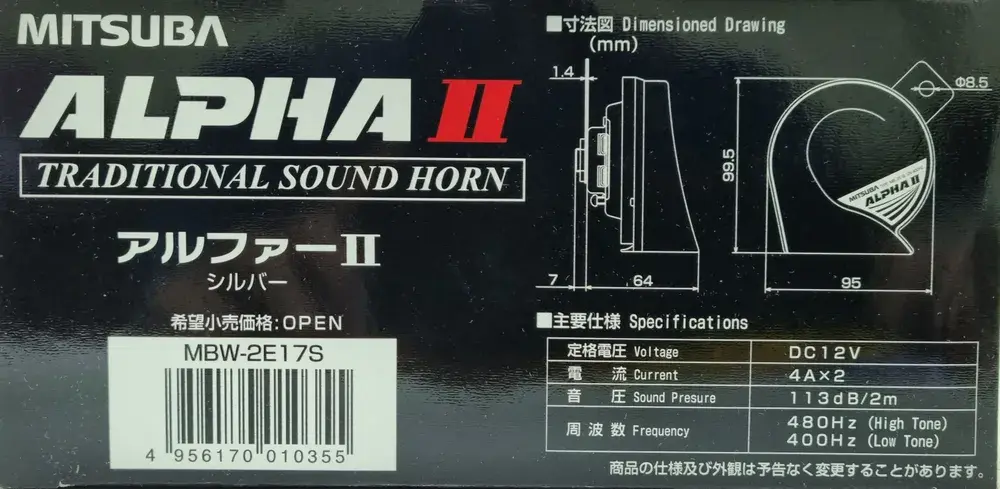 MITSUBA
ALPHA II
TRADITIONAL SOUND HORN
アルファーII
シルバー
希望小売価格:OPEN
MBW-2E17S
4 956170 010355
■寸法図 Dimensioned Drawing
(mm)
1.4
Φ8.5
99.5
MITSUBA
ALPHA II
7
64
95
■主要仕様 Specifications
定格電圧 Voltage DC12V
電流 Current 4A×2
音圧 Sound Presure 113dB/2m
周波数 Frequency 480Hz (High Tone)
400Hz (Low Tone)
商品の仕様及び外観は予告なく変更することがあります。